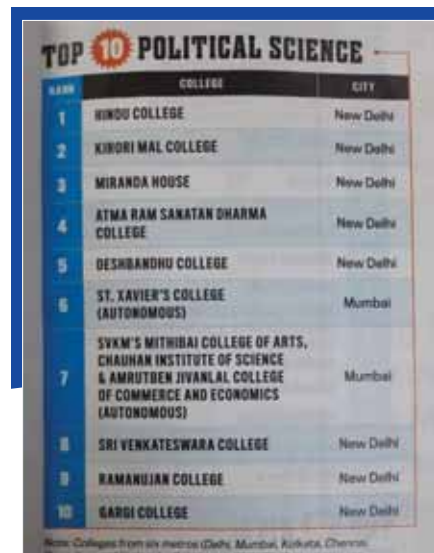 TOP 10 POLITICAL SCIENCE
RANK COLLEGE CITY
1 HINDU COLLEGE New Delhi
2 KIRORI MAL COLLEGE New Delhi
3 MIRANDA HOUSE New Delhi
4 ATMA RAM SANATAN DHARMA
COLLEGE New Delhi
5 DESHBANDHU COLLEGE New Delhi
6 ST. XAVIER'S COLLEGE
(AUTONOMOUS) Mumbai
SVKM'S MITHIBAI COLLEGE OF ARTS,
CHAUHAN INSTITUTE OF SCIENCE
7 & AMRUTBEN JIVANLAL COLLEGE Mumbai
OF COMMERCE AND ECONOMICS
(AUTONOMOUS)
8 SRI VENKATESWARA COLLEGE New Delhi
9 RAMANUJAN COLLEGE New Delhi
10 GARGI COLLEGE New Delhi
Note: Colleges from six metros (Delhi, Mumbai, Kolkata, Chennai,